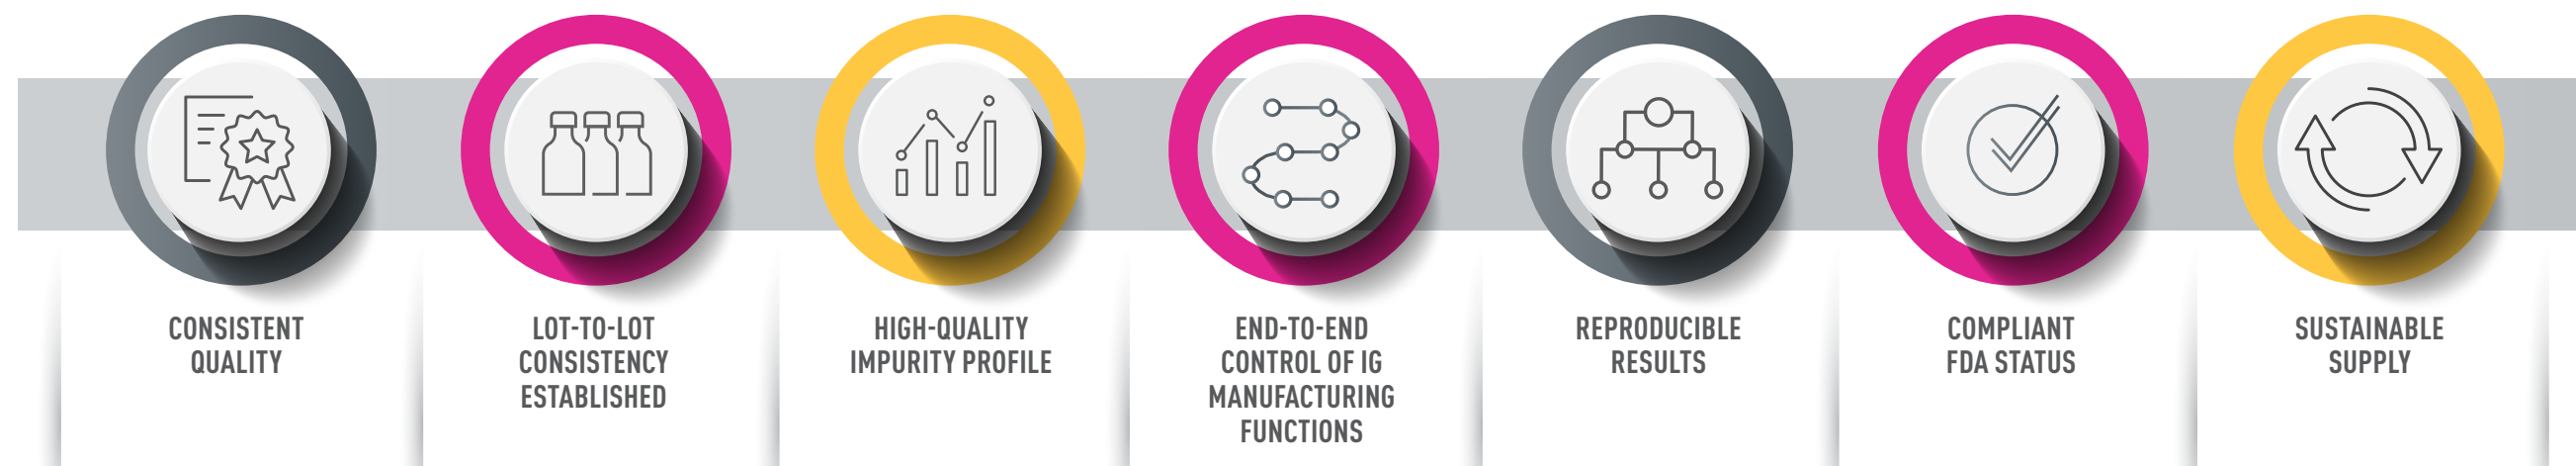 CONSISTENT
QUALITY
LOT-TO-LOT
CONSISTENCY
ESTABLISHED
HIGH-QUALITY
IMPURITY PROFILE
END-TO-END
CONTROL OF IG
MANUFACTURING
FUNCTIONS
REPRODUCIBLE
RESULTS
COMPLIANT
FDA STATUS
SUSTAINABLE
SUPPLY